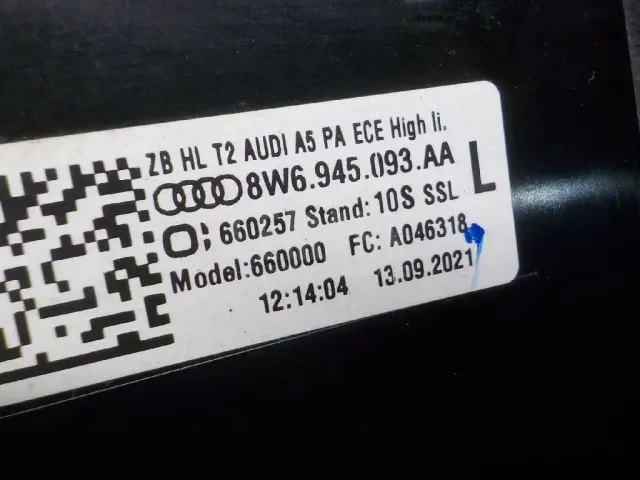 ZB HL T2 AUDI A5 PA ECE High li.
8W6.945.093.AA L
660257 Stand: 10S SSL
Model:660000 FC: A046318
12:14:04 13.09.2021